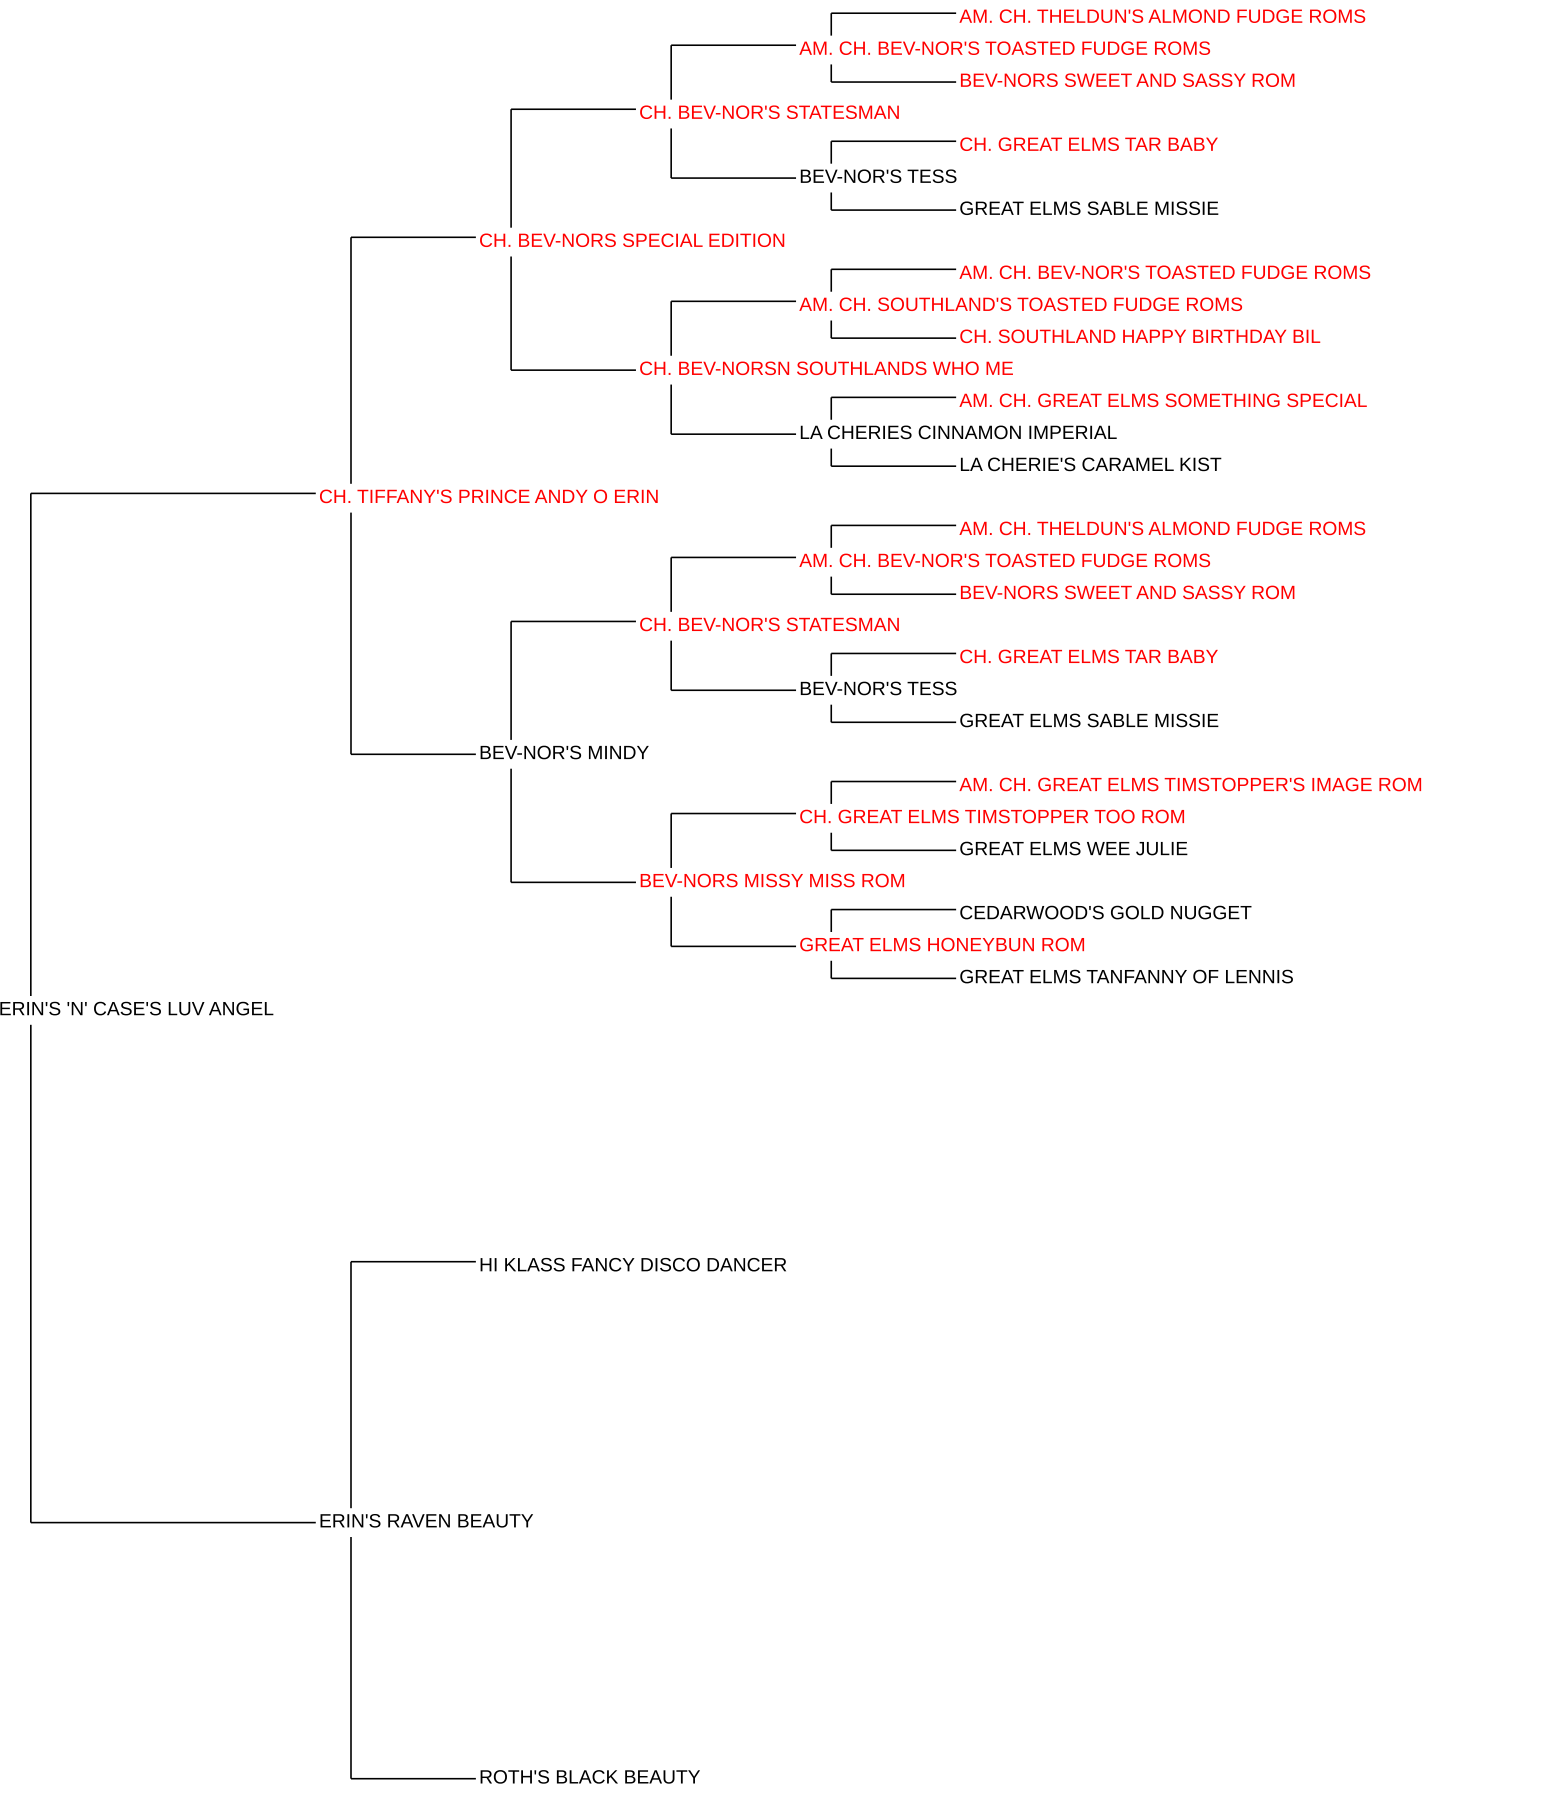 AM. CH. THELDUN'S ALMOND FUDGE ROMS
AM. CH. BEV-NOR'S TOASTED FUDGE ROMS
BEV-NORS SWEET AND SASSY ROM
CH. BEV-NOR'S STATESMAN
CH. GREAT ELMS TAR BABY
BEV-NOR'S TESS
GREAT ELMS SABLE MISSIE
CH. BEV-NORS SPECIAL EDITION
AM. CH. BEV-NOR'S TOASTED FUDGE ROMS
AM. CH. SOUTHLAND'S TOASTED FUDGE ROMS
CH. SOUTHLAND HAPPY BIRTHDAY BIL
CH. BEV-NORSN SOUTHLANDS WHO ME
AM. CH. GREAT ELMS SOMETHING SPECIAL
LA CHERIES CINNAMON IMPERIAL
LA CHERIE'S CARAMEL KIST
CH. TIFFANY'S PRINCE ANDY O ERIN
AM. CH. THELDUN'S ALMOND FUDGE ROMS
AM. CH. BEV-NOR'S TOASTED FUDGE ROMS
BEV-NORS SWEET AND SASSY ROM
CH. BEV-NOR'S STATESMAN
CH. GREAT ELMS TAR BABY
BEV-NOR'S TESS
GREAT ELMS SABLE MISSIE
BEV-NOR'S MINDY
AM. CH. GREAT ELMS TIMSTOPPER'S IMAGE ROM
CH. GREAT ELMS TIMSTOPPER TOO ROM
GREAT ELMS WEE JULIE
BEV-NORS MISSY MISS ROM
CEDARWOOD'S GOLD NUGGET
GREAT ELMS HONEYBUN ROM
GREAT ELMS TANFANNY OF LENNIS
ERIN'S 'N' CASE'S LUV ANGEL
HI KLASS FANCY DISCO DANCER
ERIN'S RAVEN BEAUTY
ROTH'S BLACK BEAUTY